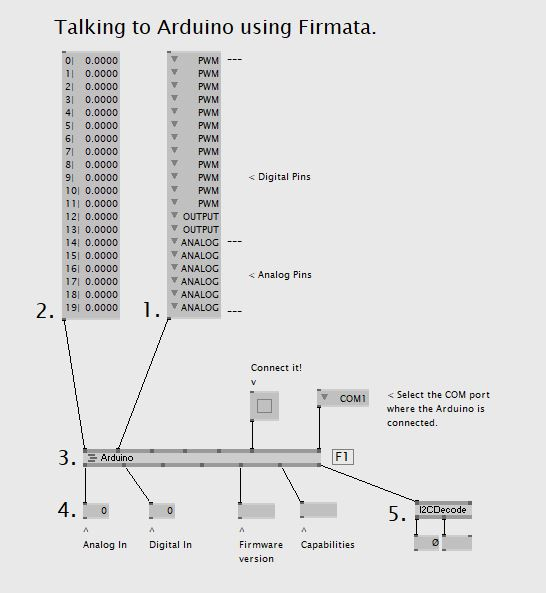 Talking to Arduino using Firmata.
0| 0.0000
1| 0.0000
2| 0.0000
3| 0.0000
4| 0.0000
5| 0.0000
6| 0.0000
7| 0.0000
8| 0.0000
9| 0.0000
10| 0.0000
11| 0.0000
12| 0.0000
13| 0.0000
14| 0.0000
15| 0.0000
16| 0.0000
17| 0.0000
18| 0.0000
19| 0.0000
2.
PWM ---
PWM
PWM
PWM
PWM
PWM
PWM
PWM
PWM
PWM
PWM
PWM
OUTPUT
OUTPUT
ANALOG ---
ANALOG
ANALOG
ANALOG
ANALOG
ANALOG ---
1.
< Digital Pins
< Analog Pins
Connect it!
v
COM1
< Select the COM port
where the Arduino is
connected.
3. Arduino F1
4. 0 0
^ ^ ^ ^
Analog In Digital In Firmware Capabilities
version
5. I2CDecode
Ø